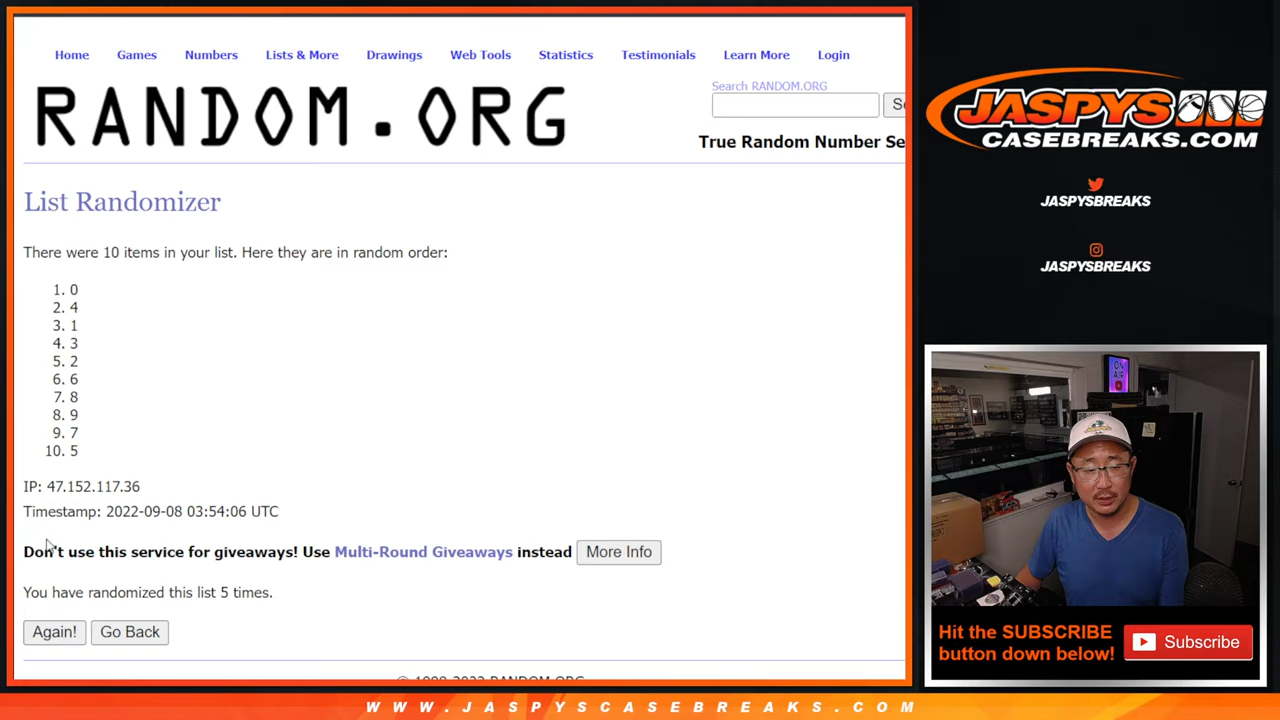 Home Games Numbers Lists & More Drawings Web Tools Statistics Testimonials Learn More Login
RANDOM.ORG
Search RANDOM.ORG
True Random Number Se
List Randomizer
There were 10 items in your list. Here they are in random order:
1. 0
2. 4
3. 1
4. 3
5. 2
6. 6
7. 8
8. 9
9. 7
10. 5
IP: 47.152.117.36
Timestamp: 2022-09-08 03:54:06 UTC
Don't use this service for giveaways! Use Multi-Round Giveaways instead More Info
You have randomized this list 5 times.
Again! Go Back
JASPYS
CASEBREAKS.COM
JASPYSBREAKS
JASPYSBREAKS
ON AIR
Hit the SUBSCRIBE
button down below!
Subscribe
WWW.JASPYSCASEBREAKS.COM